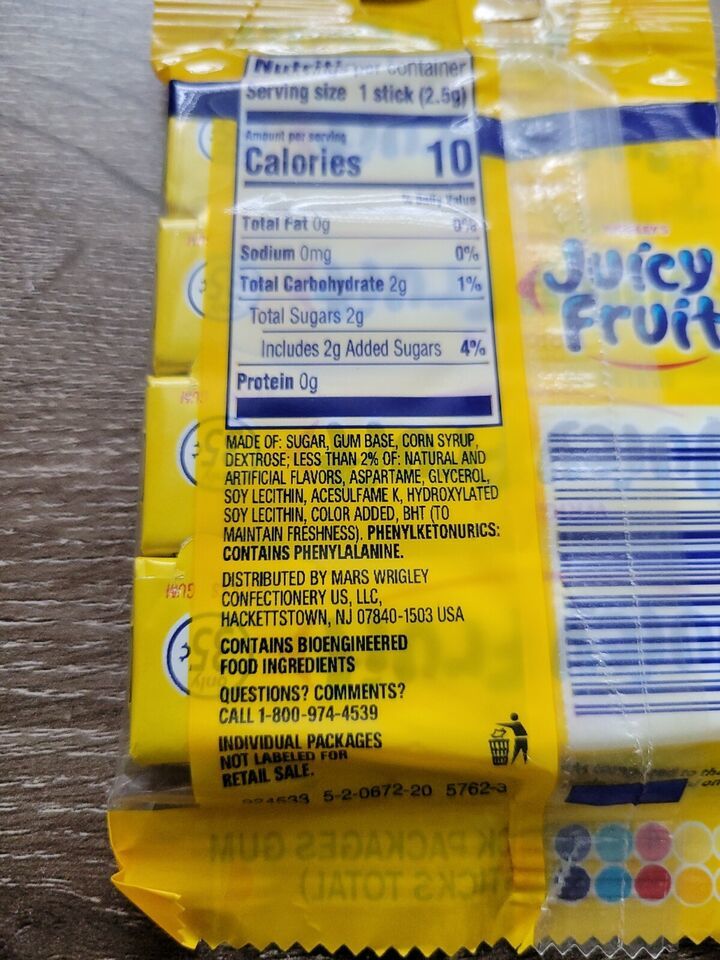 per container
Serving size 1 stick (2.5g)
Amount per serving
Calories 10
% Daily Value
Total Fat 0g 0%
Sodium 0mg 0%
Total Carbohydrate 2g 1%
Total Sugars 2g
Includes 2g Added Sugars 4%
Protein 0g
MADE OF: SUGAR, GUM BASE, CORN SYRUP,
DEXTROSE; LESS THAN 2% OF: NATURAL AND
ARTIFICIAL FLAVORS, ASPARTAME, GLYCEROL,
SOY LECITHIN, ACESULFAME K, HYDROXYLATED
SOY LECITHIN, COLOR ADDED, BHT (TO
MAINTAIN FRESHNESS). PHENYLKETONURICS:
CONTAINS PHENYLALANINE.
DISTRIBUTED BY MARS WRIGLEY
CONFECTIONERY US, LLC,
HACKETTSTOWN, NJ 07840-1503 USA
CONTAINS BIOENGINEERED
FOOD INGREDIENTS
QUESTIONS? COMMENTS?
CALL 1-800-974-4539
INDIVIDUAL PACKAGES
NOT LABELED FOR
RETAIL SALE.
5-2-0672-20 5762-3
Juicy
Fruit